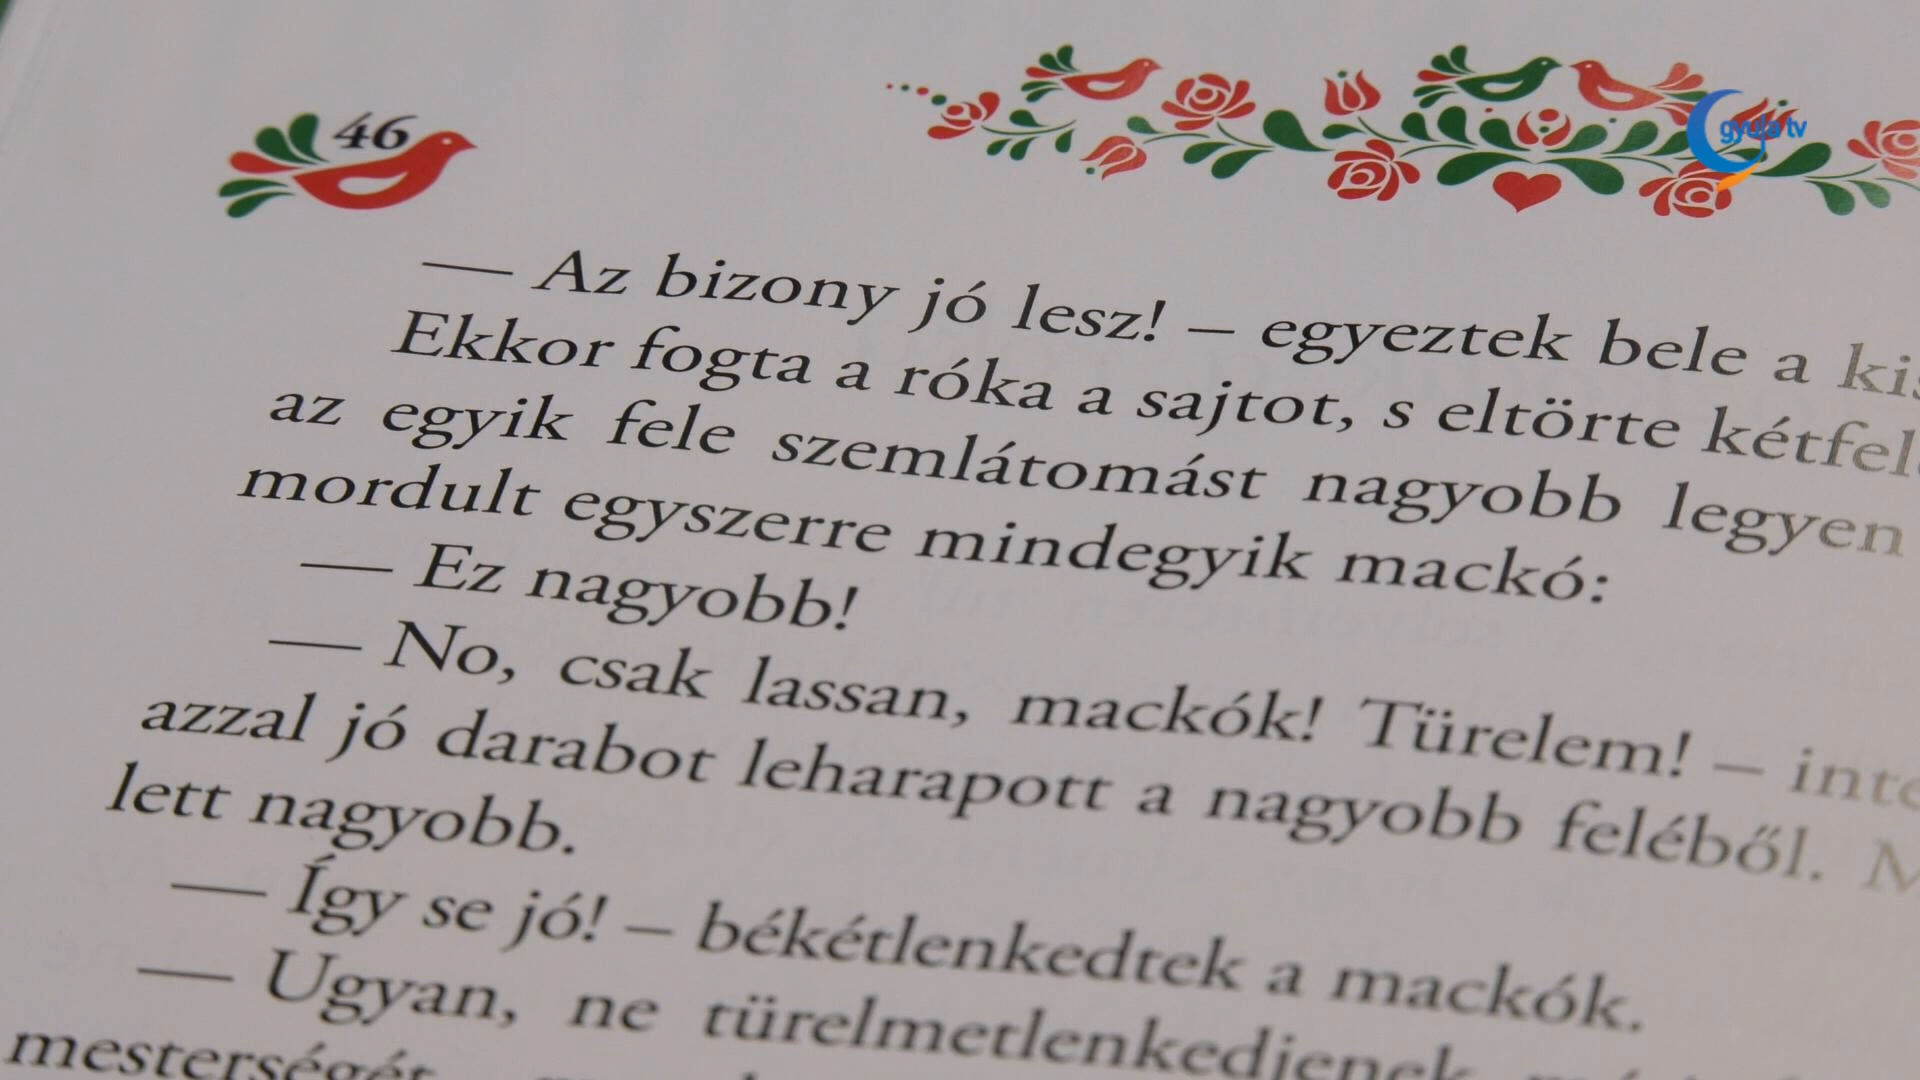 46
gyula tv
— Az bizony jó lesz! – egyeztek bele a
Ekkor fogta a róka a sajtot, s eltörte
az egyik fele szemlátomást nagyobb legyen
mordult egyszerre mindegyik mackó:
— Ez nagyobb!
— No, csak lassan, mackók! Türelem! –
azzal jó darabot leharapott a nagyobb feléből.
lett nagyobb.
— Így se jó! – békétlenkedtek a mackók.
— Ugyan, ne türelmetlenkedjenek
mesterségét